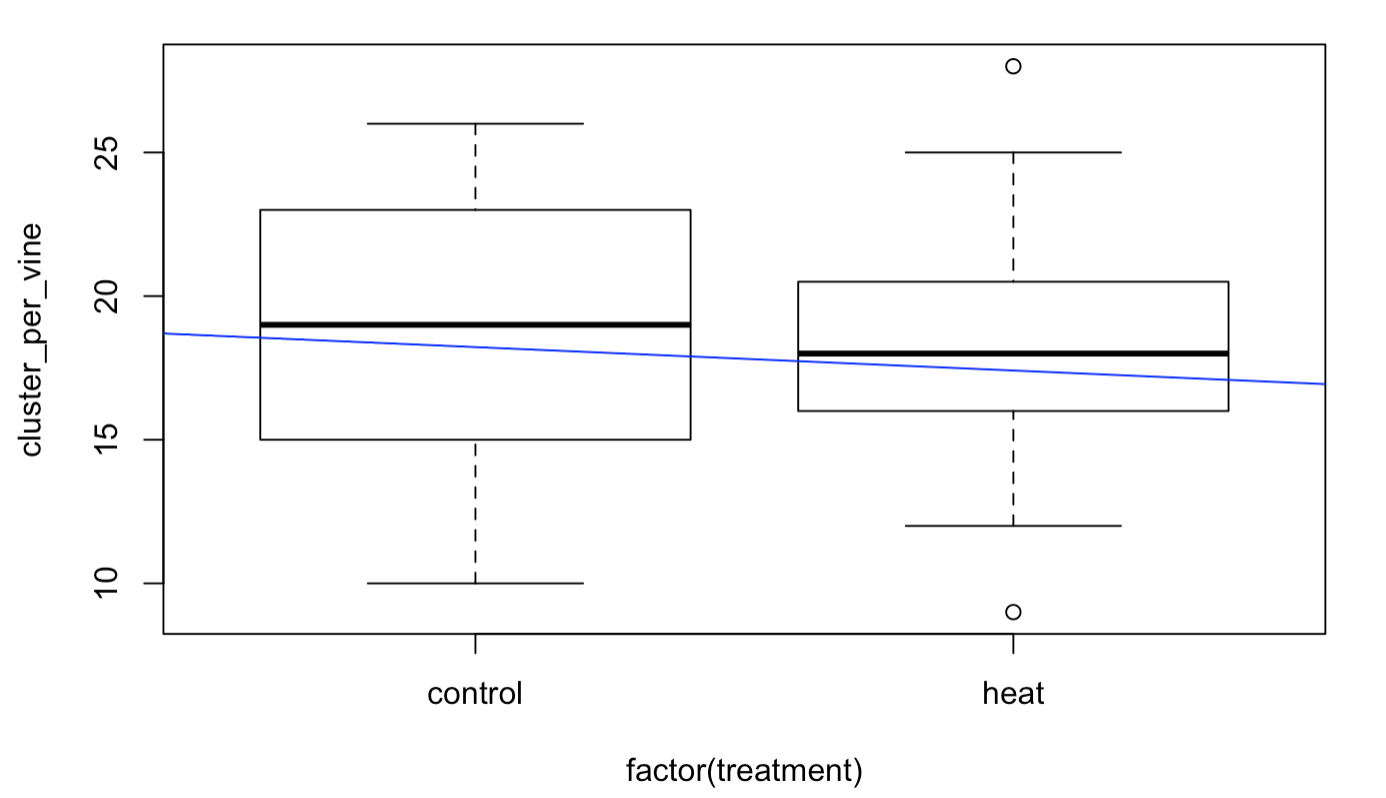 cluster_per_vine
25
20
15
10
control
heat
factor(treatment)